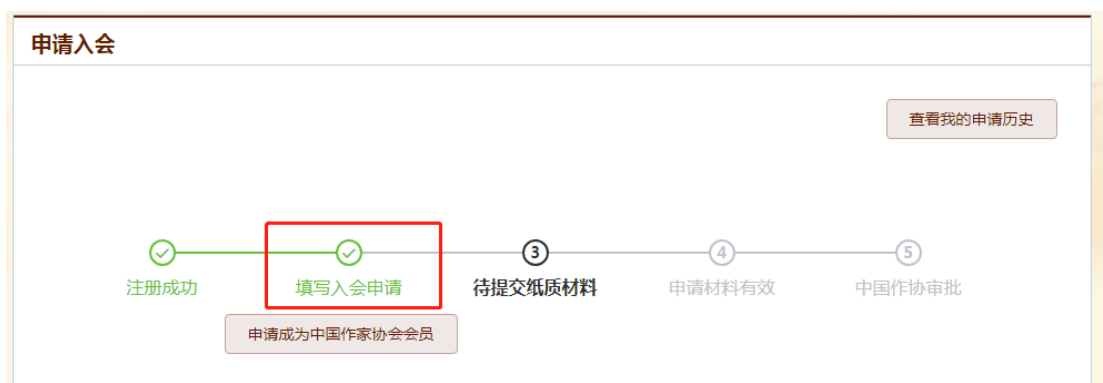 申请入会
查看我的申请历史
3 4 5
注册成功 填写入会申请 待提交纸质材料 申请材料有效 中国作协审批
申请成为中国作家协会会员